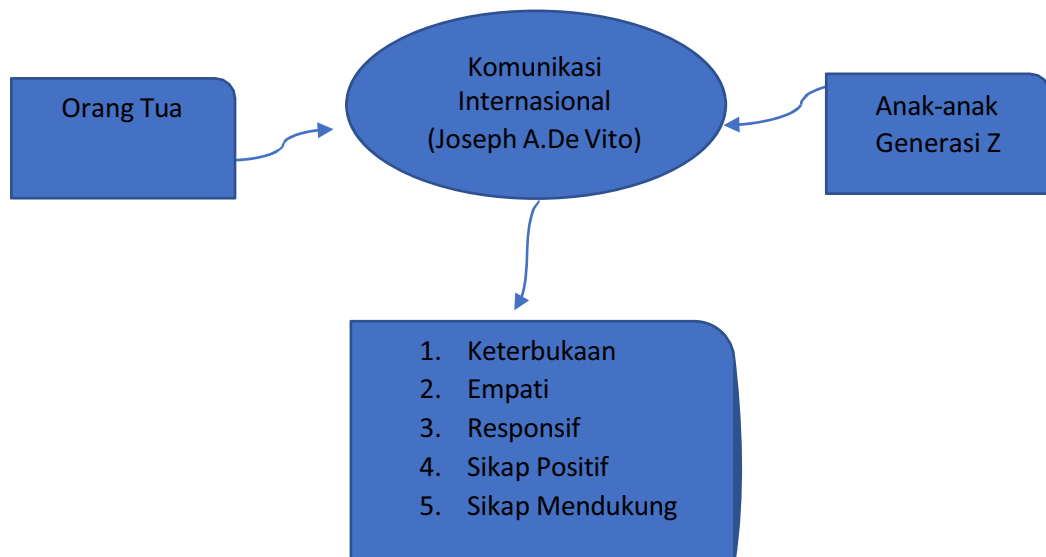 Orang Tua
Komunikasi
Internasional
(Joseph A.De Vito)
Anak-anak
Generasi Z
1. Keterbukaan
2. Empati
3. Responsif
4. Sikap Positif
5. Sikap Mendukung